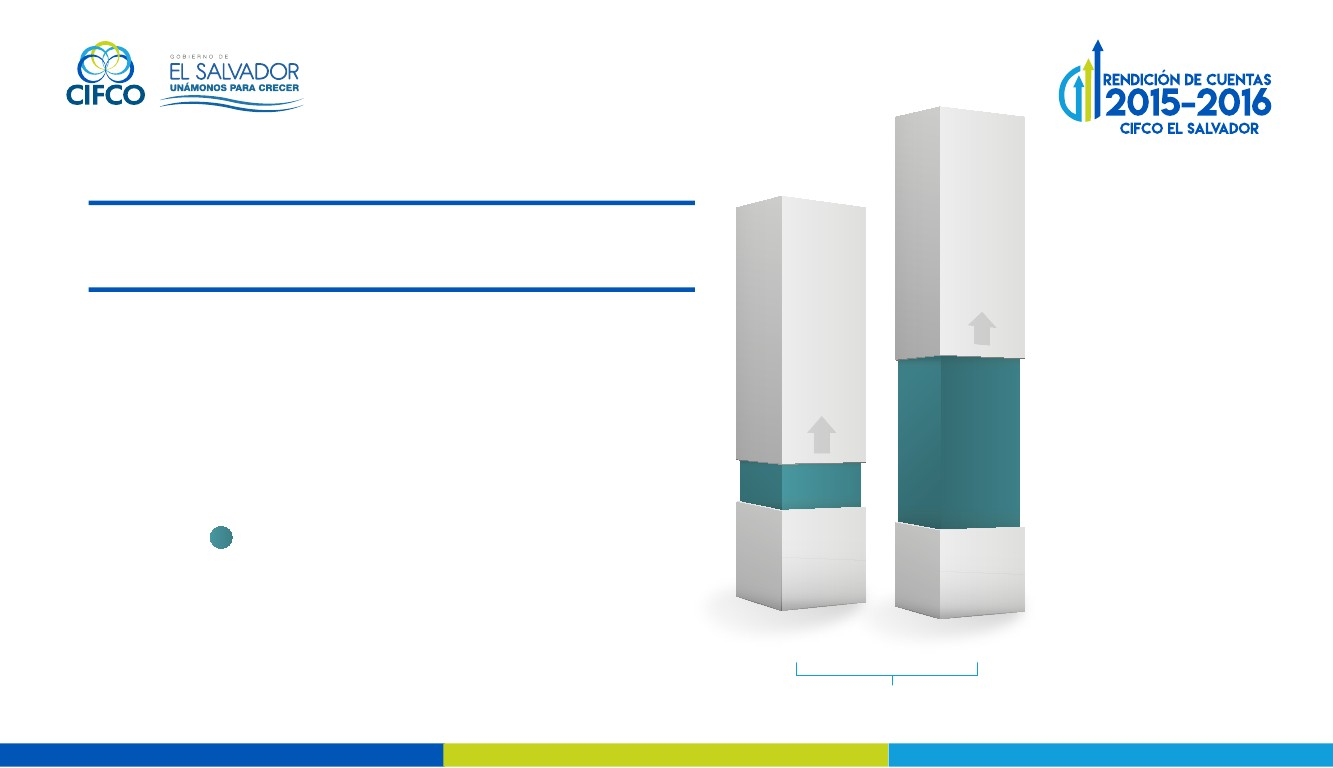 CIFCO
GOBIERNO DE
EL SALVADOR
UNÁMONOS PARA CRECER
RENDICIÓN DE CUENTAS
2015-2016
CIFCO EL SALVADOR